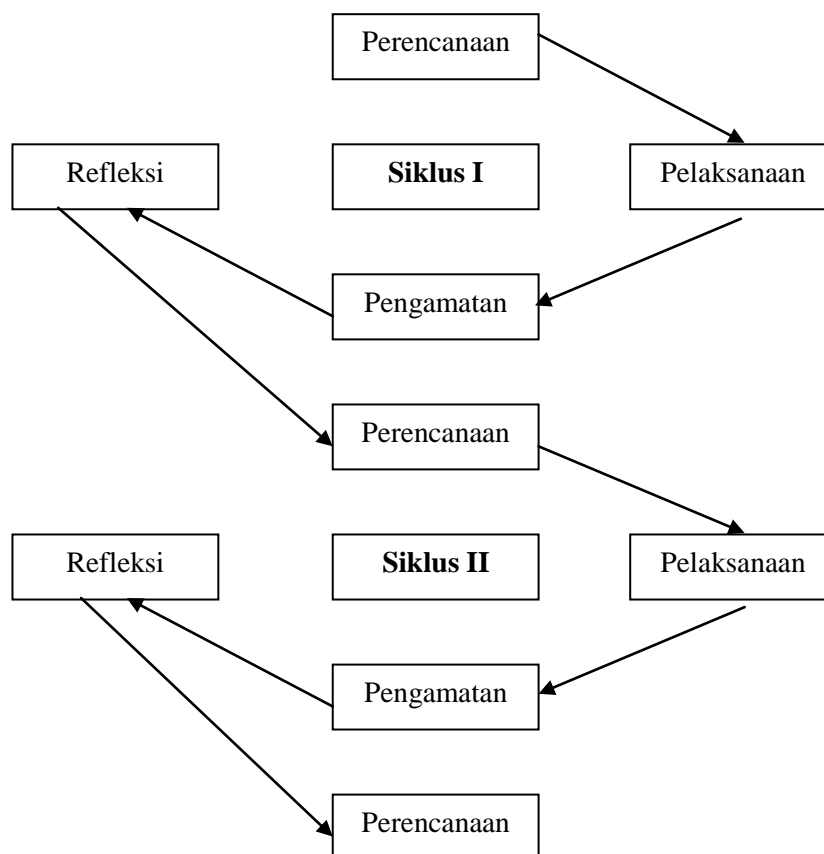 Perencanaan
Refleksi
Siklus I
Pelaksanaan
Pengamatan
Perencanaan
Refleksi
Siklus II
Pelaksanaan
Pengamatan
Perencanaan